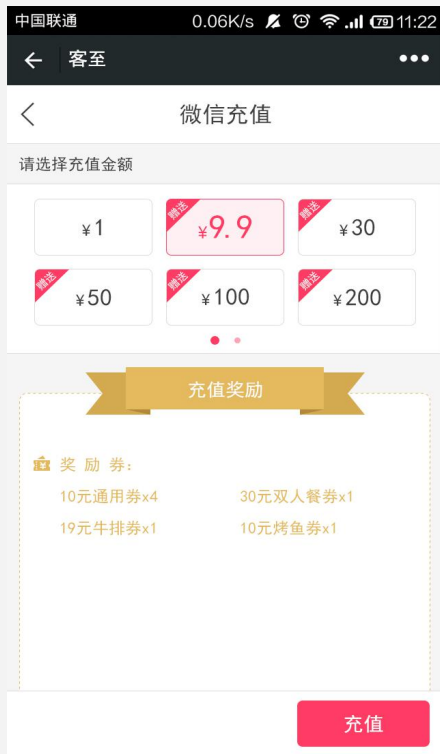 中国联通 0.06K/s 79 11:22
客至
微信充值
请选择充值金额
赠送 赠送
¥1 ¥9.9 ¥30
赠送 赠送 赠送
¥50 ¥100 ¥200
充值奖励
奖励券:
10元通用券x4 30元双人餐券x1
19元牛排券x1 10元烤鱼券x1
充值